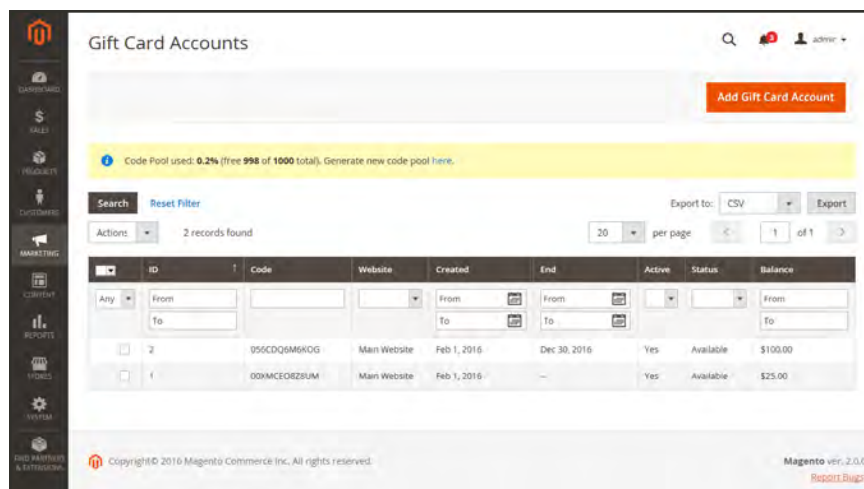 Gift Card Accounts
3
admin
DASHBOARD
SALES
PRODUCTS
CUSTOMERS
MARKETING
CONTENT
REPORTS
STORES
SYSTEM
FIND PARTNERS
& EXTENSIONS
Add Gift Card Account
Code Pool used: 0.2% (free 998 of 1000 total). Generate new code pool here.
Search Reset Filter Export to: CSV Export
Actions 2 records found 20 per page 1 of 1
ID Code Website Created End Active Status Balance
Any From From From From
To To To To
2 Main Website Feb 1, 2016 Dec 30, 2016 Yes Available $100.00
1 Main Website Feb 1, 2016 -- Yes Available $25.00
Copyright© 2016 Magento Commerce Inc. All rights reserved.
Magento ver. 2.0.0
Report Bugs